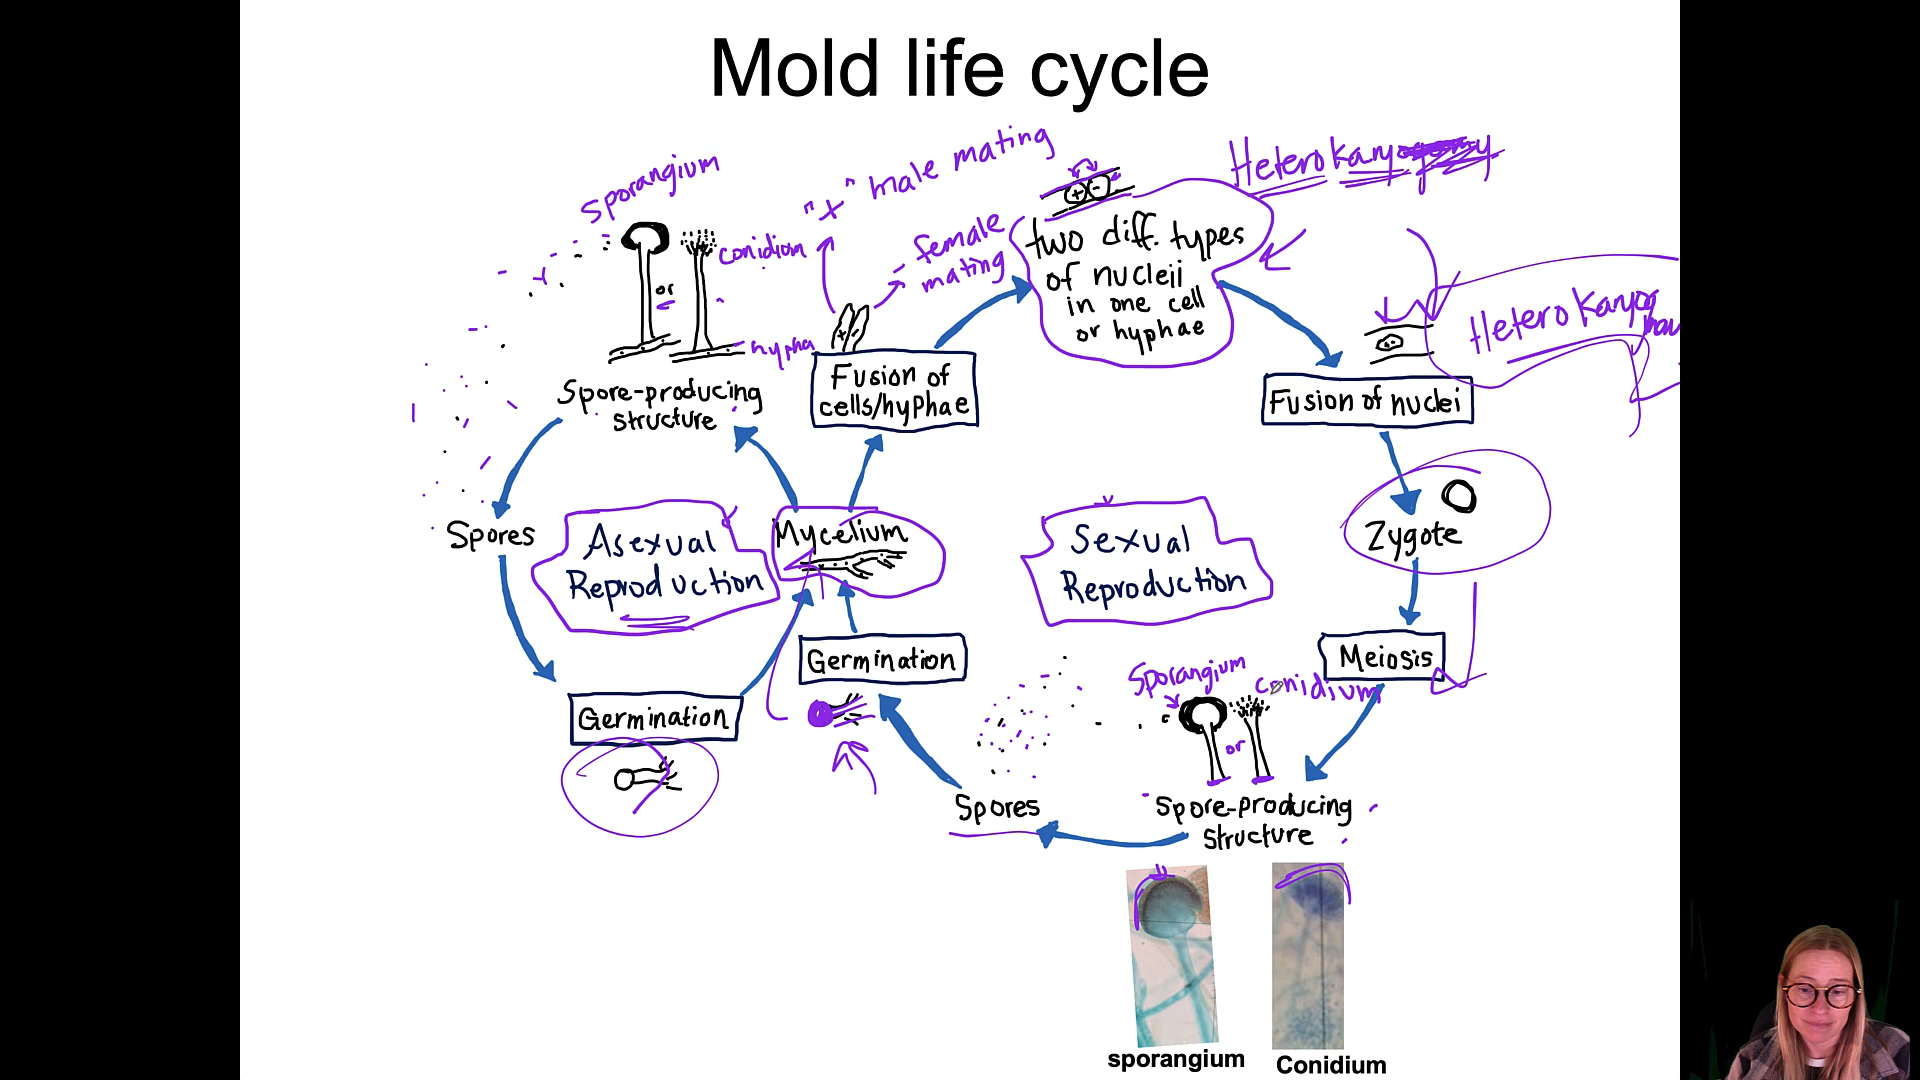 Mold life cycle
sporangium
"+" male mating
- female
mating
conidium
or
hypha
Spore-producing
structure
Spores
Asexual
Reproduction
Germination
Mycelium
Germination
+
Fusion of
cells/hyphae
+ -
two diff. types
of nucleii
in one cell
or hyphae
Heterokaryo
Heterokaryo
Fusion of nuclei
Zygote
Sexual
Reproduction
Meiosis
Sporangium
conidium
or
Spore-producing
structure
Spores
sporangium
Conidium